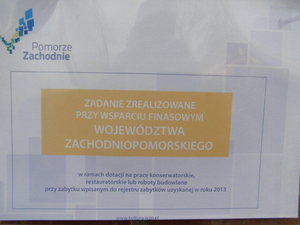 Pomorze
Zachodnie
ZADANIE ZREALIZOWANE
PRZY WSPARCIU FINASOWYM
WOJEWÓDZTWA
ZACHODNIOPOMORSKIEGO
w ramach dotacji na prace konserwatorskie,
restauratorskie lub roboty budowlane
przy zabytku wpisanym do rejestru zabytków uzyskanej w roku 2013